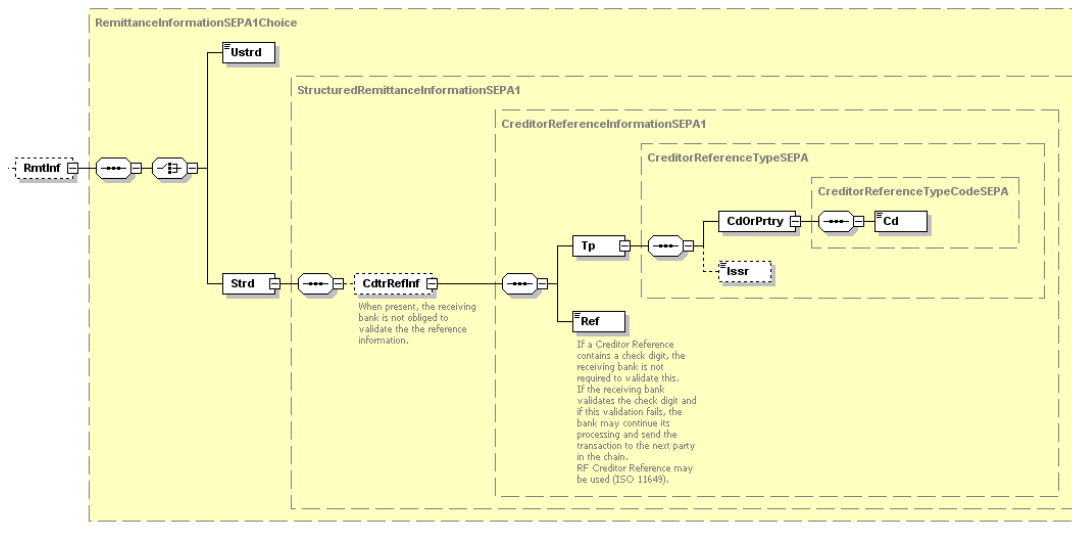 RemittanceInformationSEPA1Choice
Ustrd
StructuredRemittanceInformationSEPA1
CreditorReferenceInformationSEPA1
CreditorReferenceTypeSEPA
RmtInf
CreditorReferenceTypeCodeSEPA
CdOrPrtry
Cd
Tp
Issr
Strd
CdtrRefInf
When present, the receiving
bank is not obliged to
validate the the reference
information.
Ref
If a Creditor Reference
contains a check digit, the
receiving bank is not
required to validate this.
If the receiving bank
validates the check digit and
if this validation fails, the
bank may continue its
processing and send the
transaction to the next party
in the chain.
RF Creditor Reference may
be used (ISO 11649).